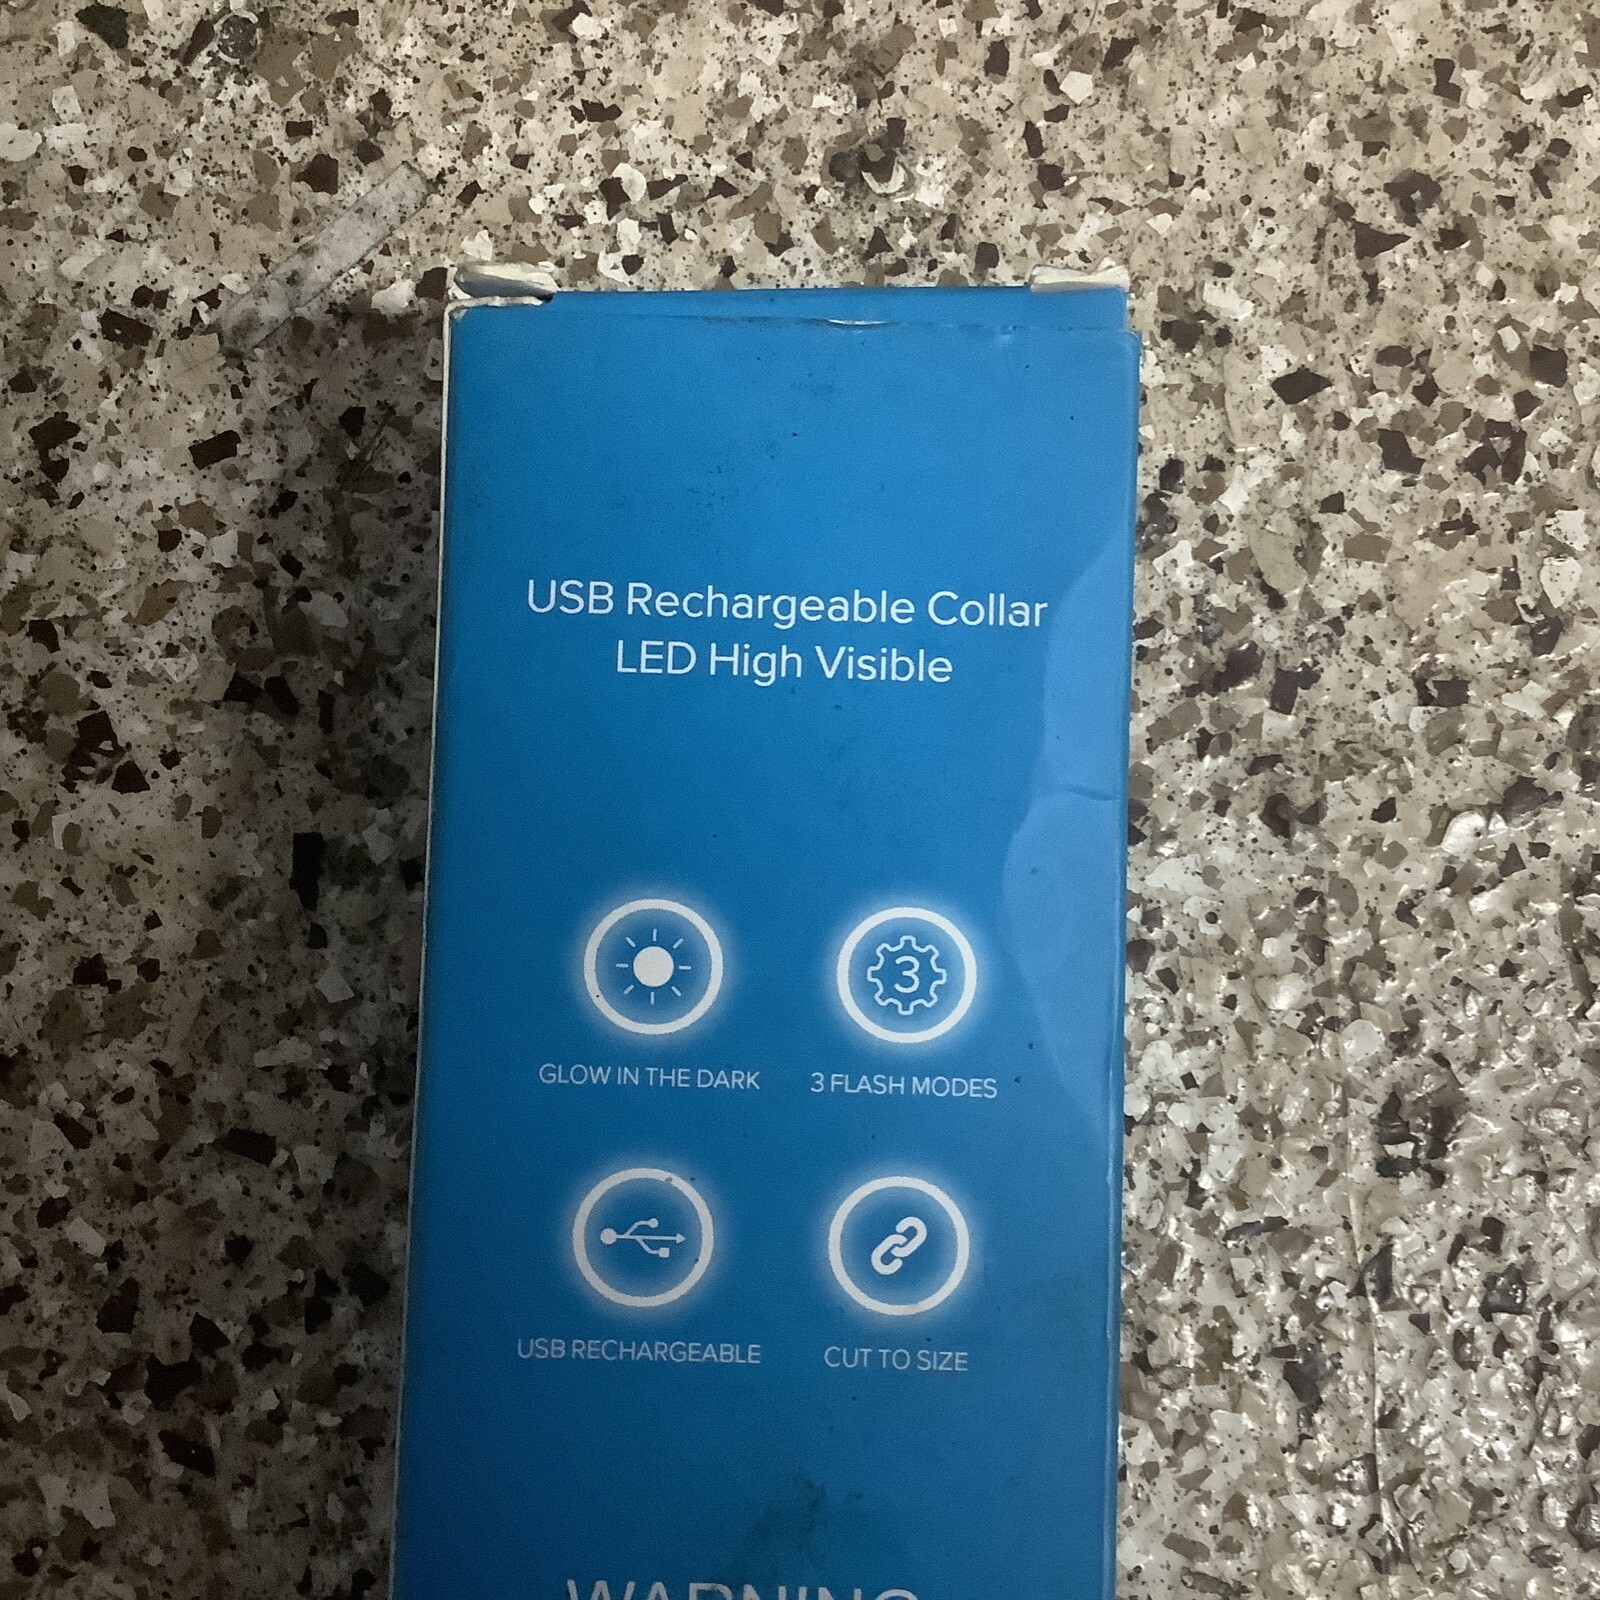 USB Rechargeable Collar
LED High Visible
3
GLOW IN THE DARK
3 FLASH MODES
USB RECHARGEABLE
CUT TO SIZE
WARNING